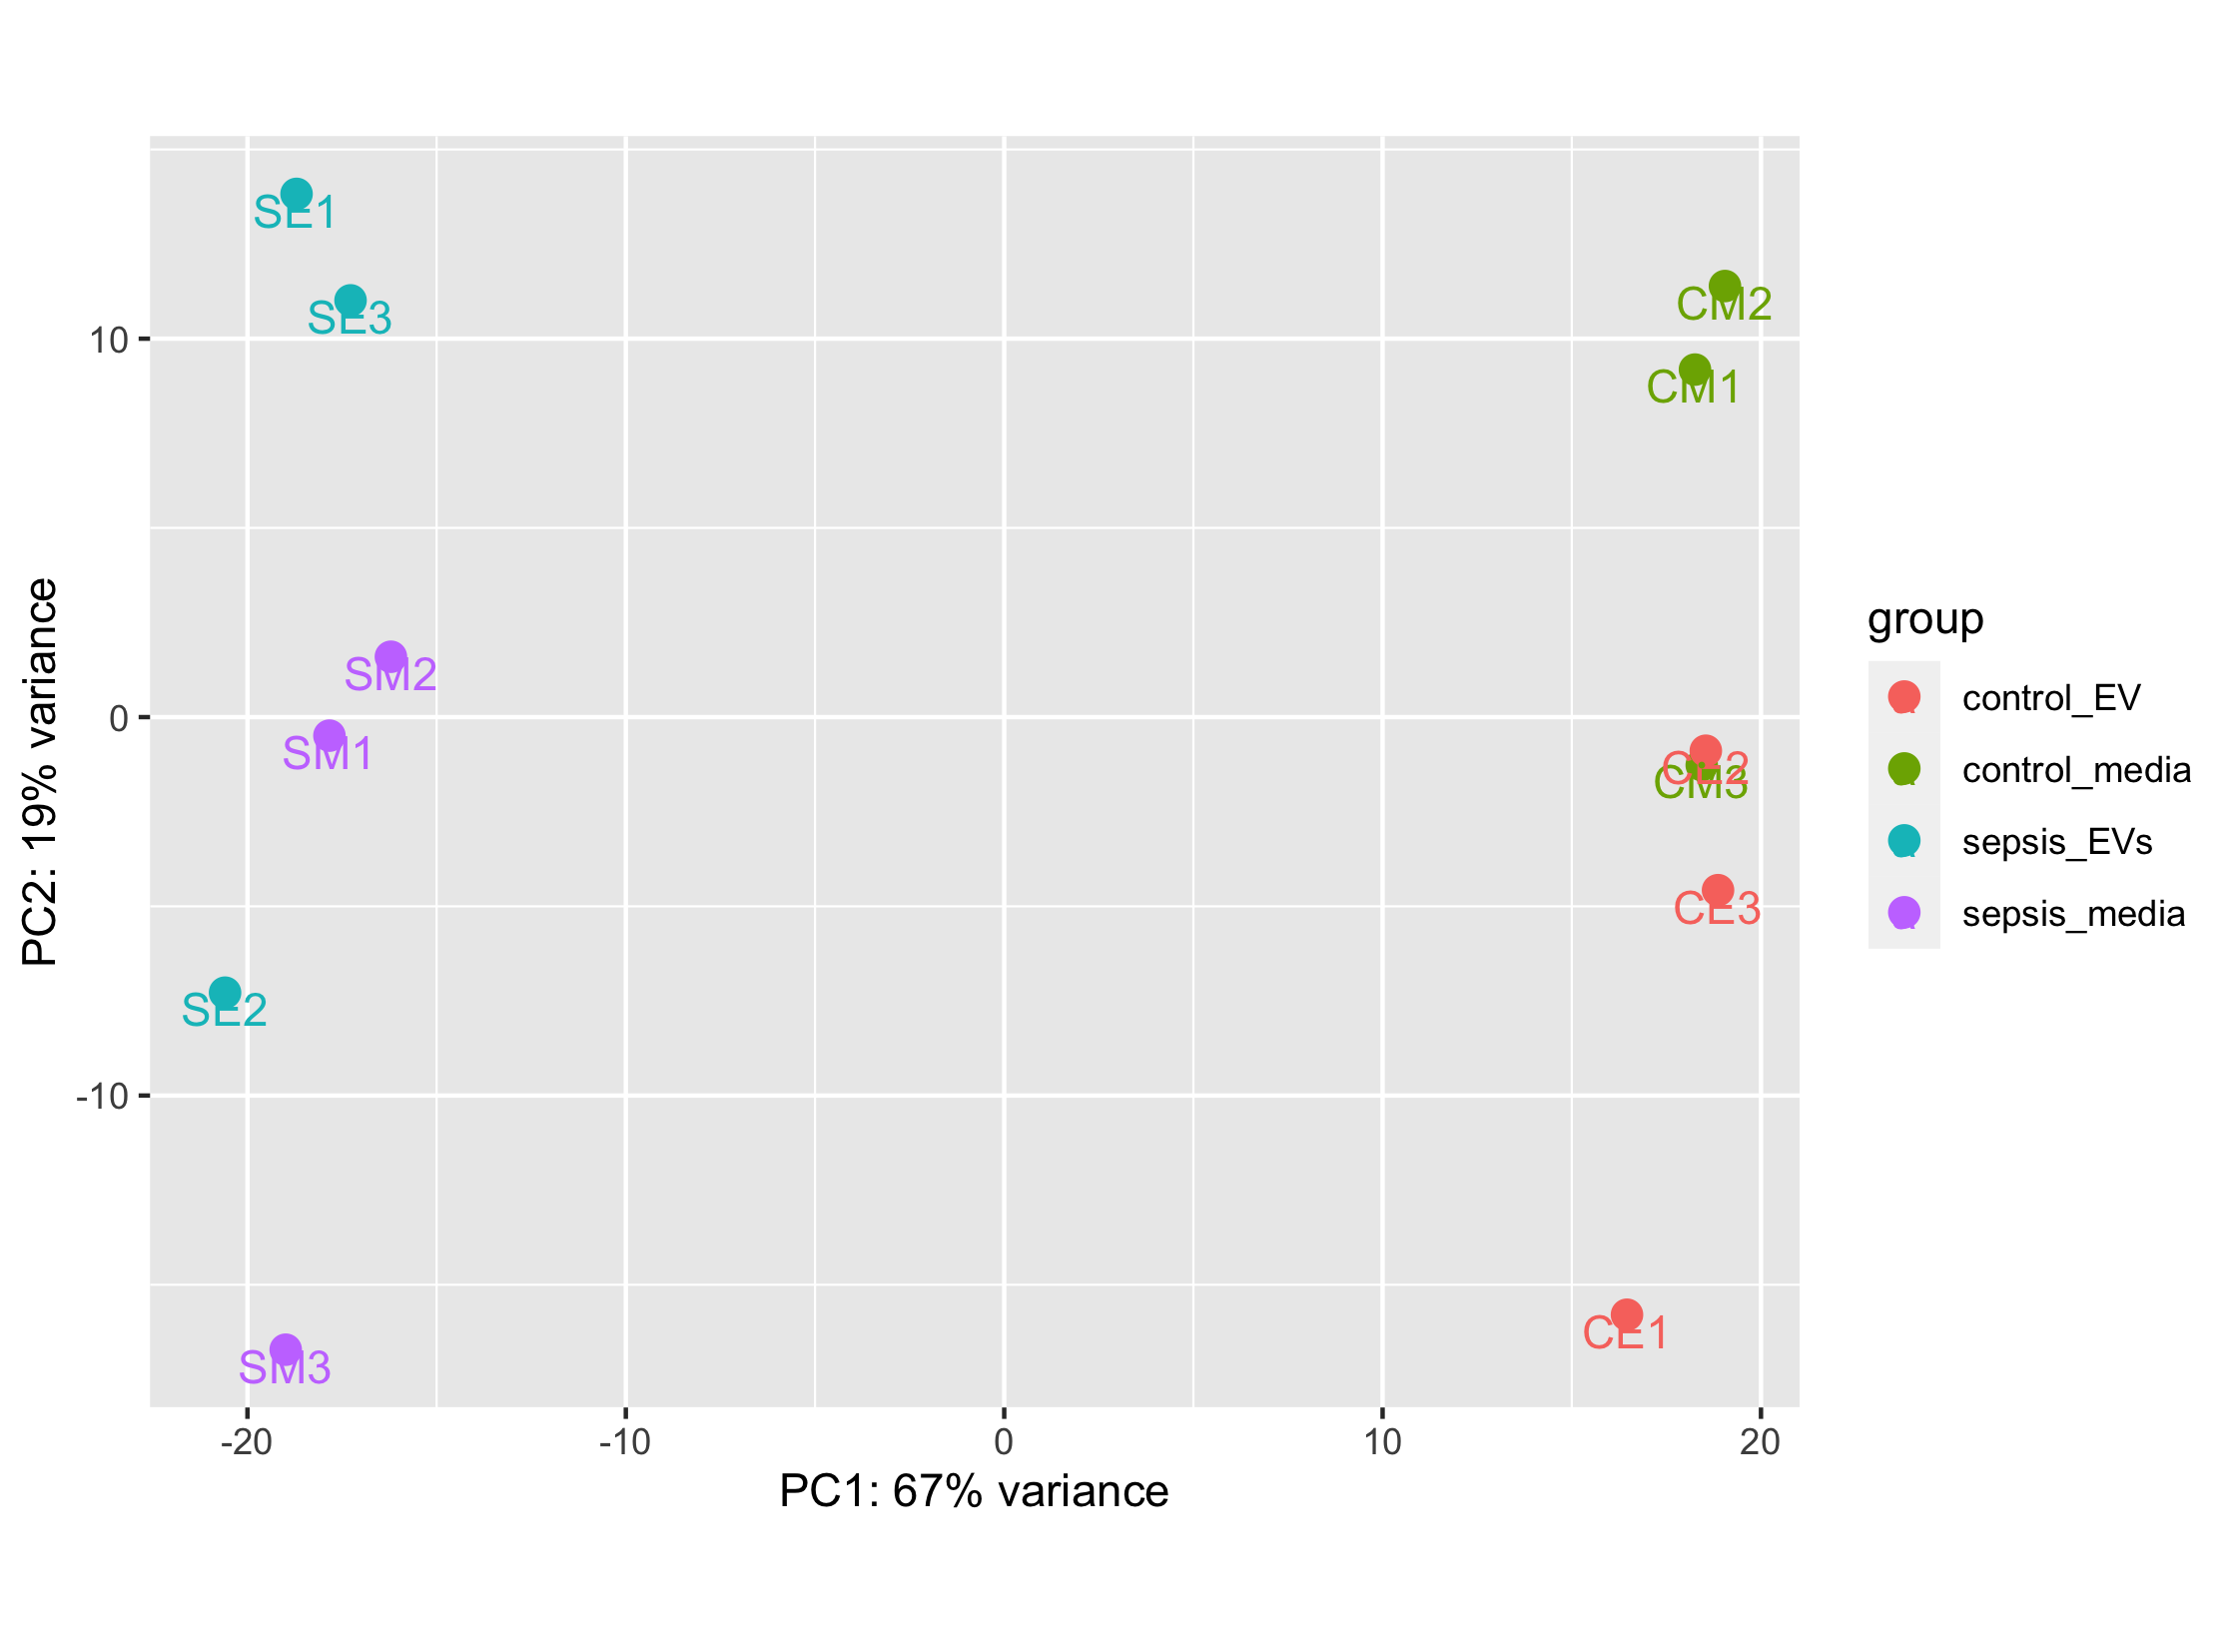 SE1
SE3
CM2
CM1
10
SM2
0
SM1
CE2
CM3
CE3
SE2
-10
CE1
SM3
-20 -10 0 10 20
PC1: 67% variance
PC2: 19% variance
group
control_EV
control_media
sepsis_EVs
sepsis_media